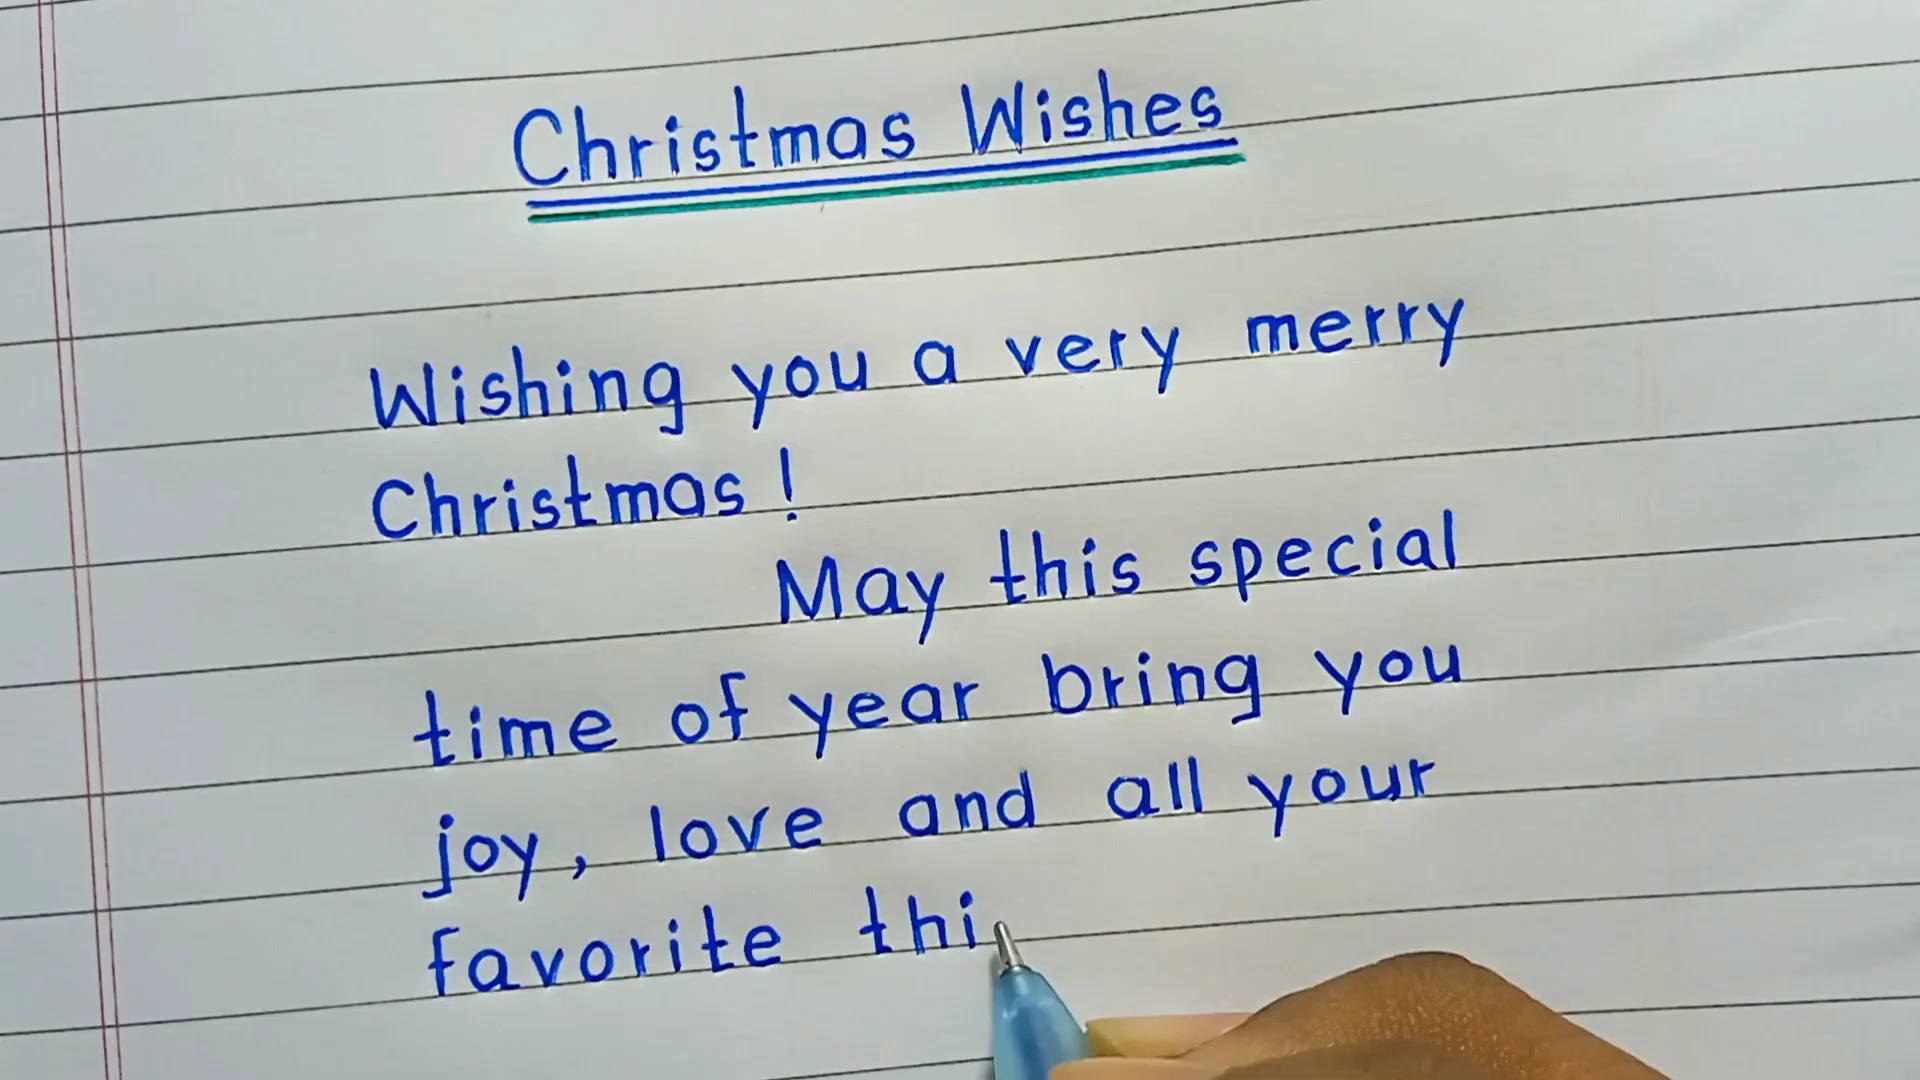 Christmas Wishes
Wishing you a very merry
Christmas!
May this special
time of year bring you
joy, love and all your
favorite thi